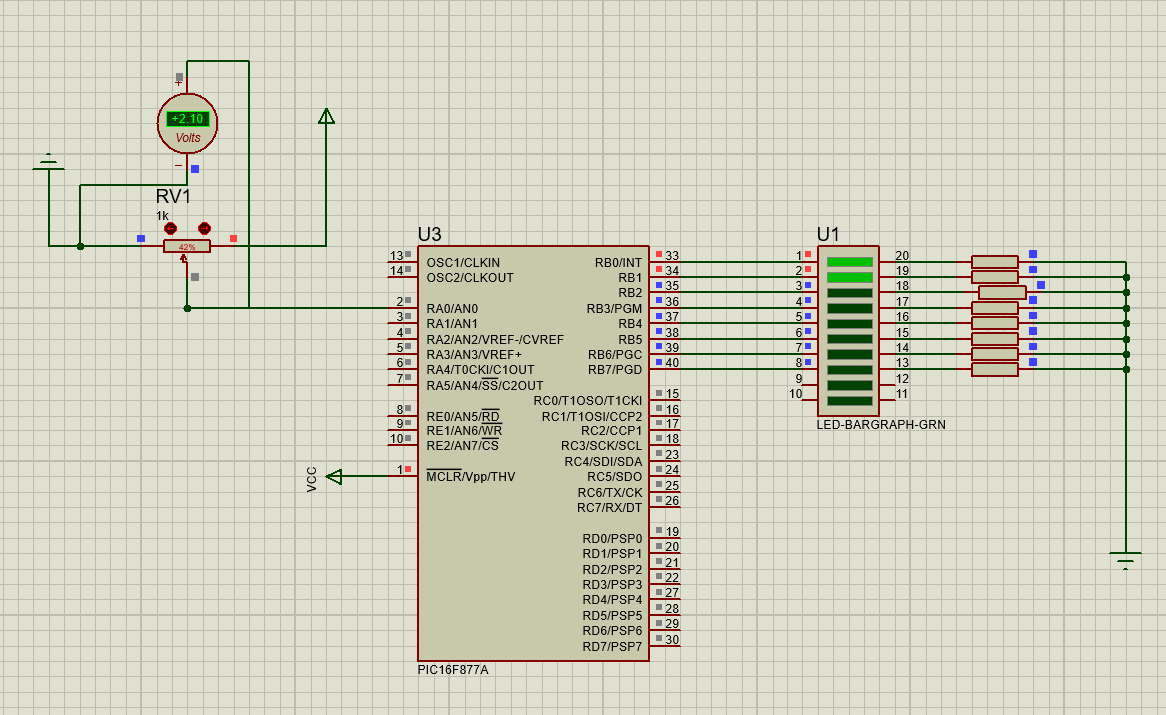 +
+2.10
Volts
−
RV1
1k
42%
U3
13 OSC1/CLKIN
14 OSC2/CLKOUT
2 RA0/AN0
3 RA1/AN1
4 RA2/AN2/VREF-/CVREF
5 RA3/AN3/VREF+
6 RA4/T0CKI/C1OUT
7 RA5/AN4/SS/C2OUT
8 RE0/AN5/RD
9 RE1/AN6/WR
10 RE2/AN7/CS
VCC
1 MCLR/Vpp/THV
RB0/INT 33
RB1 34
RB2 35
RB3/PGM 36
RB4 37
RB5 38
RB6/PGC 39
RB7/PGD 40
RC0/T1OSO/T1CKI 15
RC1/T1OSI/CCP2 16
RC2/CCP1 17
RC3/SCK/SCL 18
RC4/SDI/SDA 23
RC5/SDO 24
RC6/TX/CK 25
RC7/RX/DT 26
RD0/PSP0 19
RD1/PSP1 20
RD2/PSP2 21
RD3/PSP3 22
RD4/PSP4 27
RD5/PSP5 28
RD6/PSP6 29
RD7/PSP7 30
PIC16F877A
U1
1 20
2 19
3 18
4 17
5 16
6 15
7 14
8 13
9 12
10 11
LED-BARGRAPH-GRN